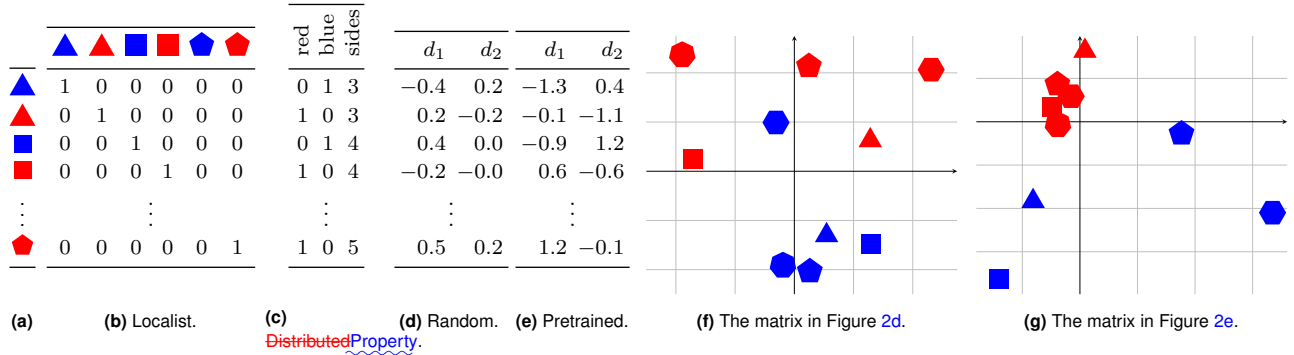 red blue sides
d1 d2 d1 d2
1 0 0 0 0 0 0 1 3 −0.4 0.2 −1.3 0.4
0 1 0 0 0 0 1 0 3 0.2 −0.2 −0.1 −1.1
0 0 1 0 0 0 0 1 4 0.4 0.0 −0.9 1.2
0 0 0 1 0 0 1 0 4 −0.2 −0.0 0.6 −0.6
⋮ ⋮ ⋮ ⋮ ⋮
0 0 0 0 0 1 1 0 5 0.5 0.2 1.2 −0.1
(a)
(b) Localist.
(c)
DistributedProperty.
(d) Random.
(e) Pretrained.
(f) The matrix in Figure 2d.
(g) The matrix in Figure 2e.